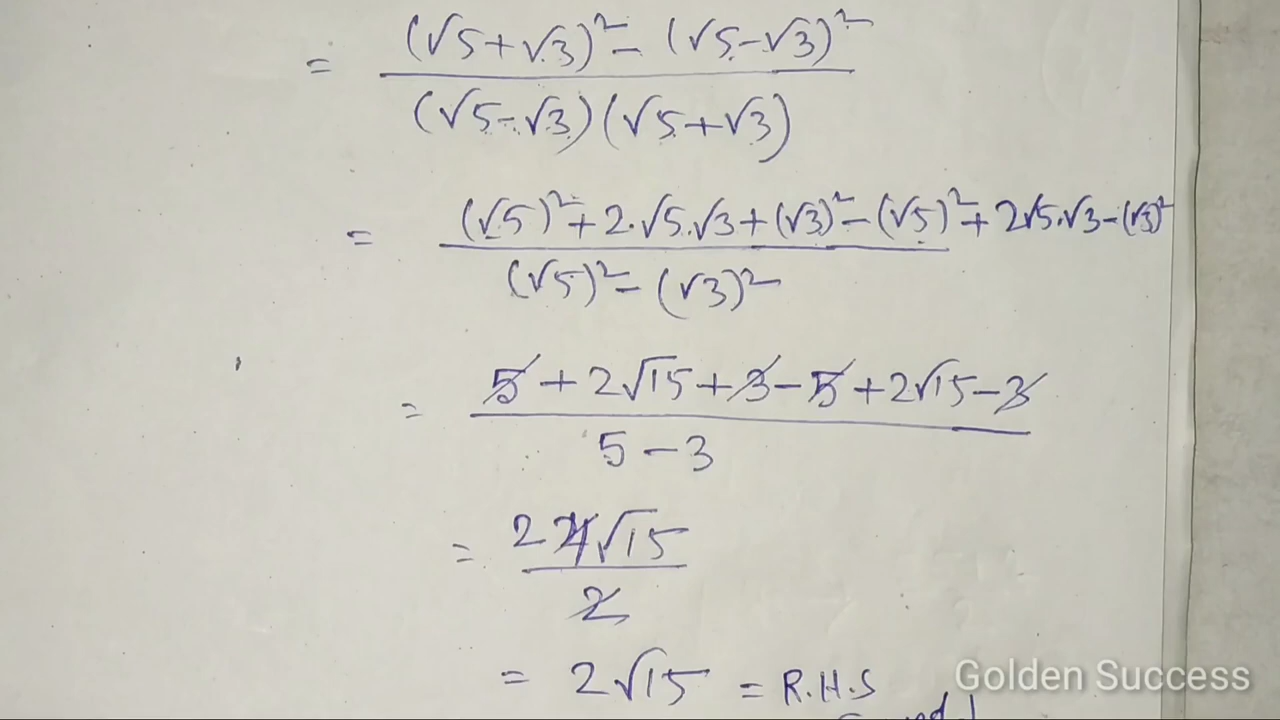 = (√5+√3)² - (√5-√3)²
(√5-√3)(√5+√3)
= (√5)² + 2·√5·√3 + (√3)² - (√5)² + 2√5·√3 - (√3)²
(√5)² - (√3)²
= 5 + 2√15 + 3 - 5 + 2√15 - 3
5 - 3
= 2 4√15
2
= 2√15 = R.H.S
Golden Success